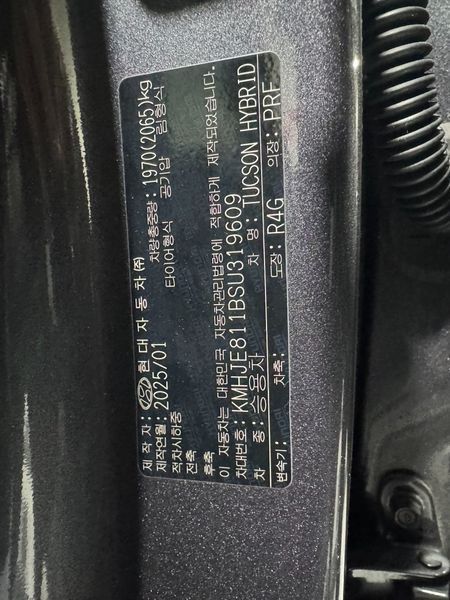 제 작 자: 현 대 자 동 차 (주)
제작연월: 2025/01 차량총중량: 1970(2065)kg
적차시하중 타이어형식 공기압 림형식
전축
후축
이 자동차는 대한민국 자동차관리법령에 적합하게 제작되었습니다.
차대번호: KMHJE811BSU319609
차 종: 승용차 차 명: TUCSON HYBRID
변속기: 차축: 도장: R4G 의장: PRF